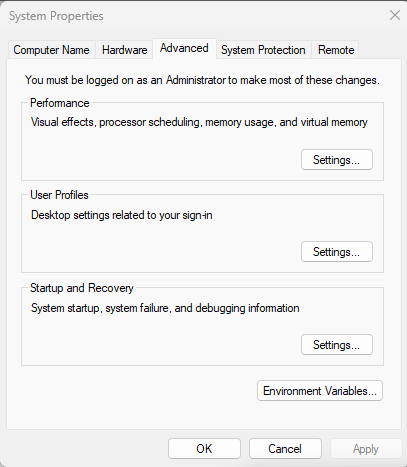 System Properties
Computer Name Hardware Advanced System Protection Remote
You must be logged on as an Administrator to make most of these changes.
Performance
Visual effects, processor scheduling, memory usage, and virtual memory
Settings...
User Profiles
Desktop settings related to your sign-in
Settings...
Startup and Recovery
System startup, system failure, and debugging information
Settings...
Environment Variables...
OK Cancel Apply